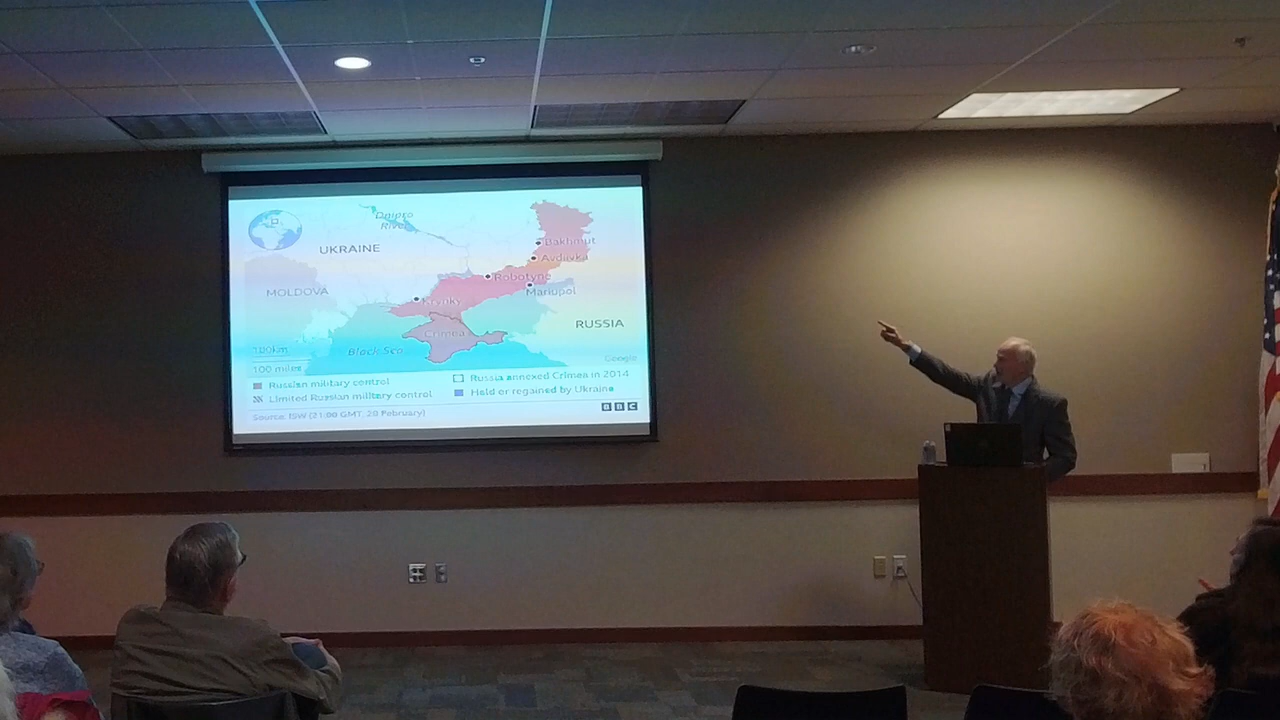 Dnipro
River
UKRAINE
Bakhmut
Avdiivka
MOLDOVA
Robotyne
Mariupol
Krynky
RUSSIA
Crimea
100km
Black Sea
100 miles
Google
Russian military control
Russia annexed Crimea in 2014
Limited Russian military control
Held or regained by Ukraine
Source: ISW (21:00 GMT, 20 February)
BBC